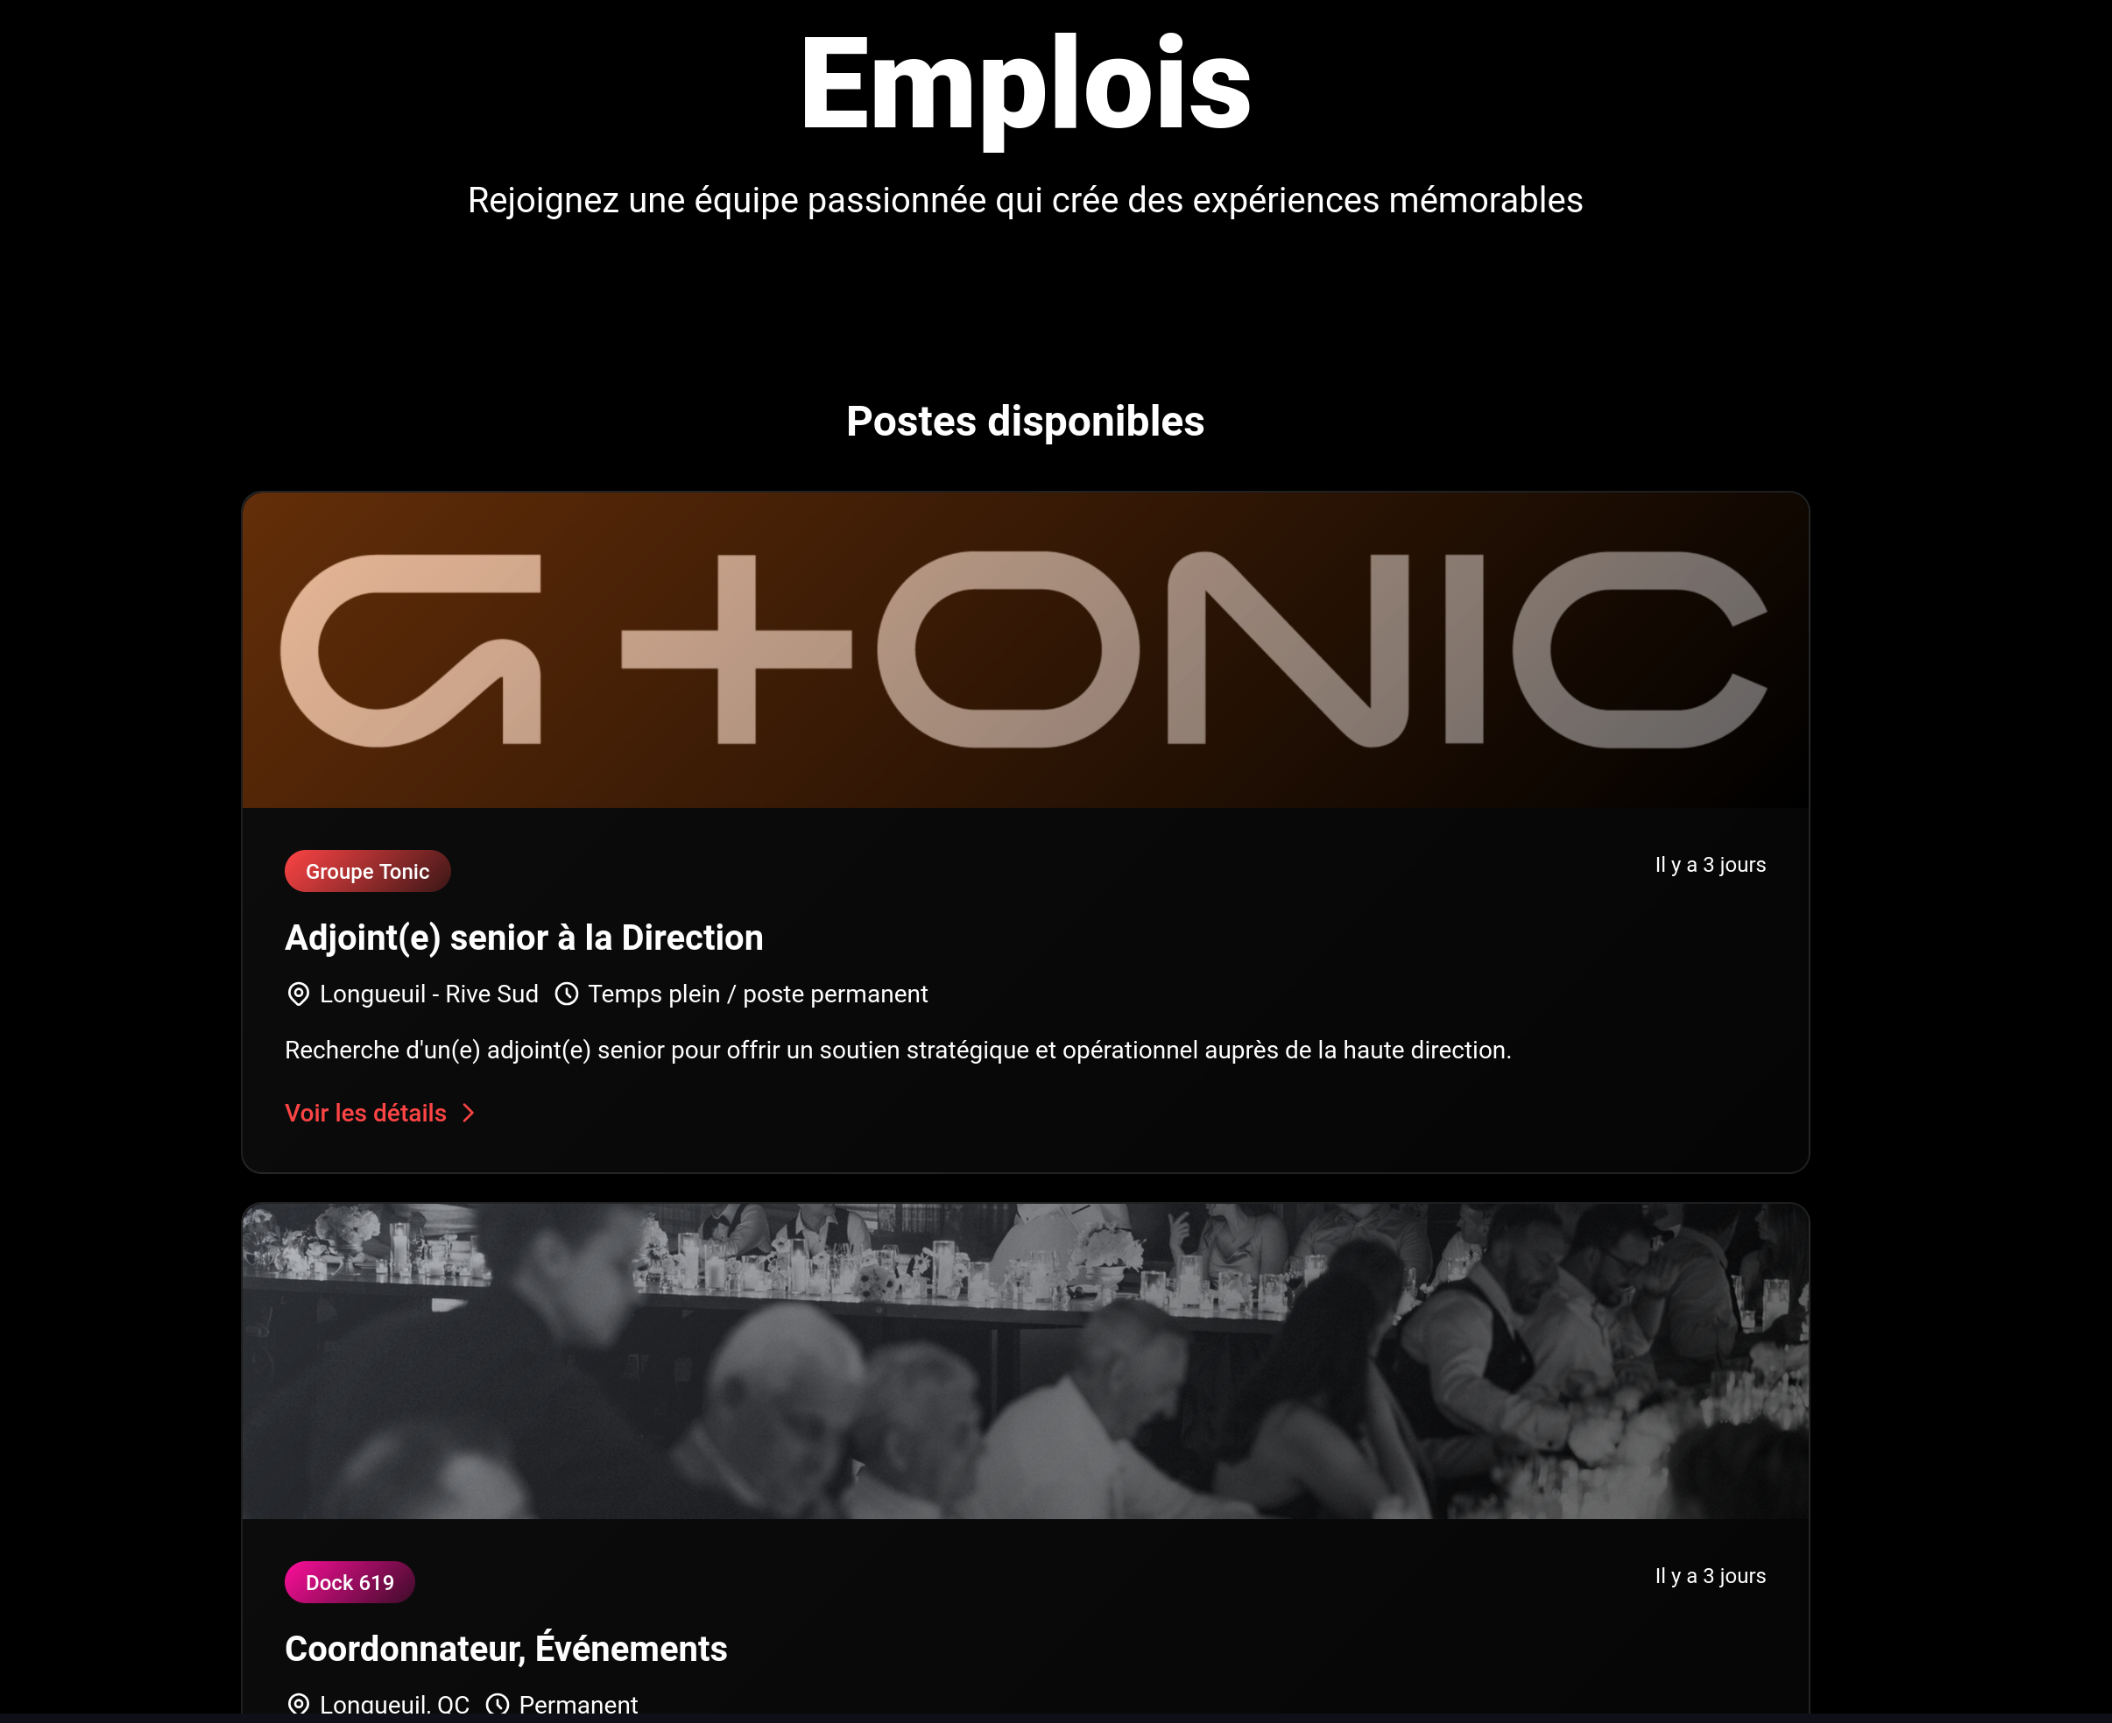 Emplois
Rejoignez une équipe passionnée qui crée des expériences mémorables
Postes disponibles
G +ONIC
Groupe Tonic
Il y a 3 jours
Adjoint(e) senior à la Direction
Longueuil - Rive Sud Temps plein / poste permanent
Recherche d'un(e) adjoint(e) senior pour offrir un soutien stratégique et opérationnel auprès de la haute direction.
Voir les détails
Dock 619
Il y a 3 jours
Coordonnateur, Événements
Longueuil, QC Permanent